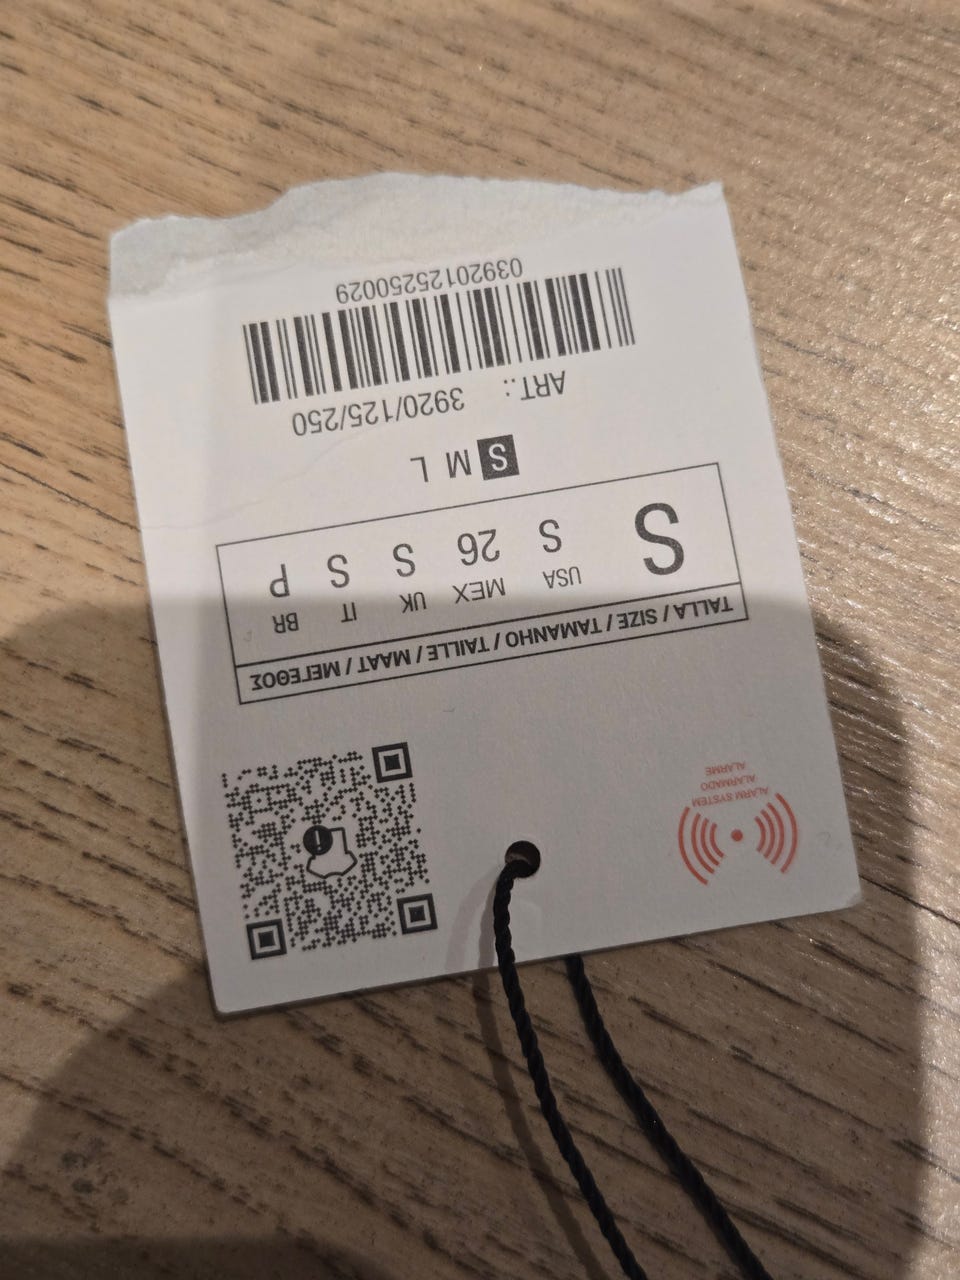 ALARM SYSTEM
ALARMADO
ALARME
TALLA / SIZE / TAMANHO / TAILLE / MAAT / ΜΕΓΕΘΟΣ
S
USA MEX UK IT BR
S 26 S S P
S M L
ART.: 3920/125/250
03920125250029